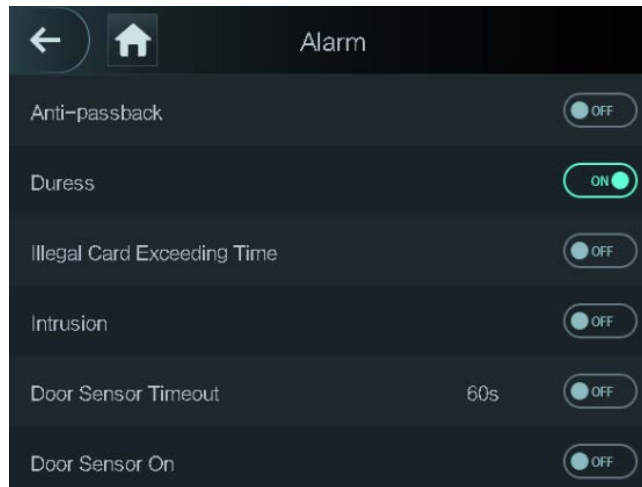 Alarm
Anti-passback OFF
Duress ON
Illegal Card Exceeding Time OFF
Intrusion OFF
Door Sensor Timeout 60s OFF
Door Sensor On OFF